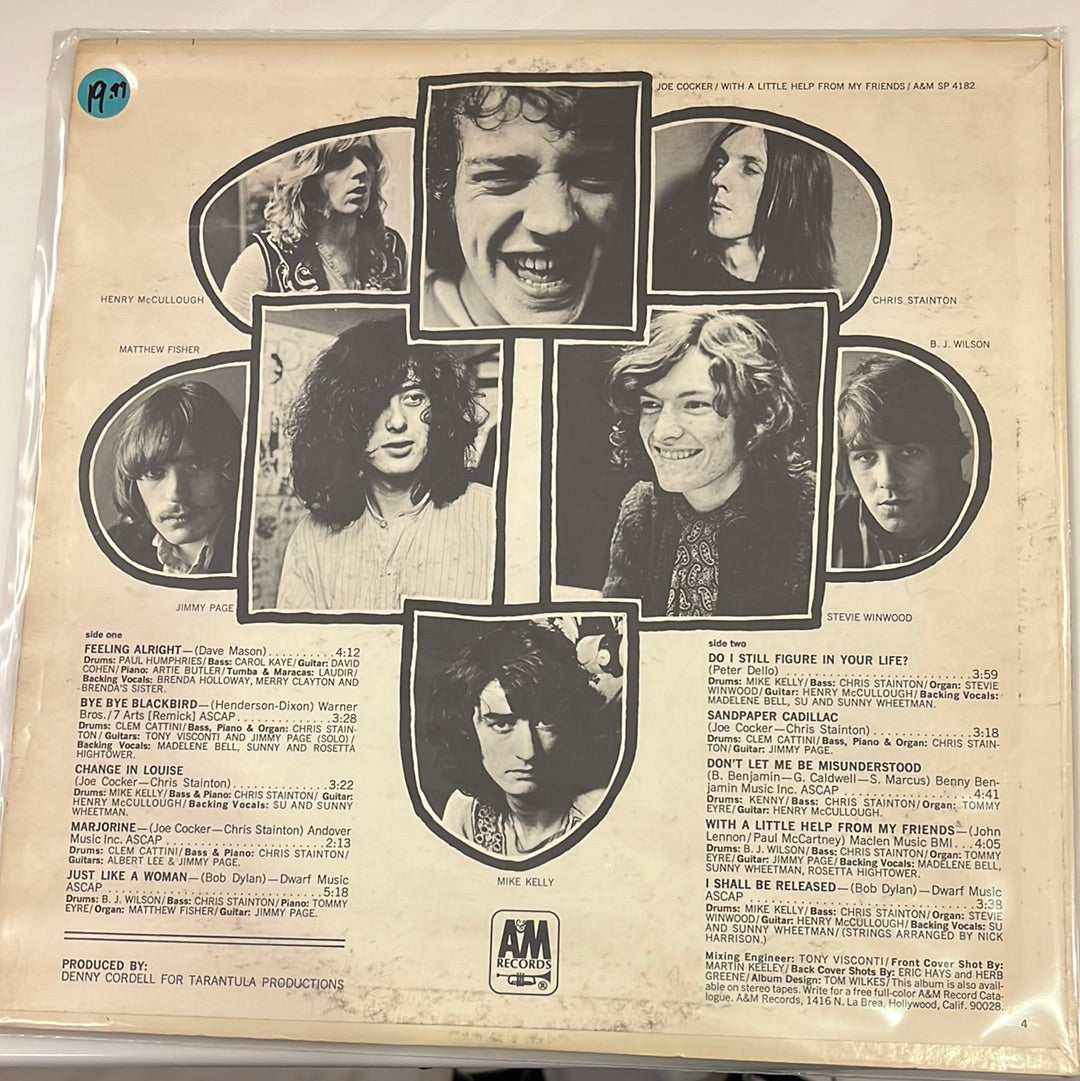 19.99
JOE COCKER / WITH A LITTLE HELP FROM MY FRIENDS / A&M SP 4182
HENRY McCULLOUGH
CHRIS STAINTON
MATTHEW FISHER
B. J. WILSON
JIMMY PAGE
STEVIE WINWOOD
MIKE KELLY
side one
FEELING ALRIGHT—(Dave Mason)..........4:12
Drums: PAUL HUMPHRIES/Bass: CAROL KAYE/Guitar: DAVID
COHEN/Piano: ARTIE BUTLER/Tumba & Maracas: LAUDIR/
Backing Vocals: BRENDA HOLLOWAY, MERRY CLAYTON AND
BRENDA'S SISTER.
BYE BYE BLACKBIRD—(Henderson-Dixon) Warner
Bros./7 Arts [Remick] ASCAP.............3:28
Drums: CLEM CATTINI/Bass, Piano & Organ: CHRIS STAIN-
TON/Guitars: TONY VISCONTI AND JIMMY PAGE (SOLO)/
Backing Vocals: MADELENE BELL, SUNNY AND ROSETTA
HIGHTOWER.
CHANGE IN LOUISE
(Joe Cocker—Chris Stainton).............3:22
Drums: MIKE KELLY/Bass & Piano: CHRIS STAINTON/ Guitar:
HENRY McCULLOUGH/Backing Vocals: SU AND SUNNY
WHEETMAN.
MARJORINE—(Joe Cocker—Chris Stainton) Andover
Music Inc. ASCAP.......................2:13
Drums: CLEM CATTINI/Bass & Piano: CHRIS STAINTON/
Guitars: ALBERT LEE & JIMMY PAGE.
JUST LIKE A WOMAN—(Bob Dylan)—Dwarf Music
ASCAP................................5:18
Drums: B. J. WILSON/Bass: CHRIS STAINTON/Piano: TOMMY
EYRE/Organ: MATTHEW FISHER/Guitar: JIMMY PAGE.
PRODUCED BY:
DENNY CORDELL FOR TARANTULA PRODUCTIONS
A&M
RECORDS
®
side two
DO I STILL FIGURE IN YOUR LIFE?
(Peter Dello) ..........................3:59
Drums: MIKE KELLY/Bass: CHRIS STAINTON/Organ: STEVIE
WINWOOD/Guitar: HENRY McCULLOUGH/Backing Vocals:
MADELENE BELL, SU AND SUNNY WHEETMAN.
SANDPAPER CADILLAC
(Joe Cocker—Chris Stainton).............3:18
Drums: CLEM CATTINI/Bass, Piano & Organ: CHRIS STAIN-
TON/Guitar: JIMMY PAGE.
DON'T LET ME BE MISUNDERSTOOD
(B. Benjamin—G. Caldwell—S. Marcus) Benny Ben-
jamin Music Inc. ASCAP .................4:41
Drums: KENNY/Bass: CHRIS STAINTON/Organ: TOMMY
EYRE/Guitar: HENRY McCULLOUGH.
WITH A LITTLE HELP FROM MY FRIENDS—(John
Lennon/Paul McCartney) Maclen Music BMI...4:05
Drums: B. J. WILSON/Bass: CHRIS STAINTON/Organ: TOMMY
EYRE/Guitar: JIMMY PAGE/Backing Vocals: MADELENE BELL,
SUNNY WHEETMAN, ROSETTA HIGHTOWER.
I SHALL BE RELEASED—(Bob Dylan)—Dwarf Music
ASCAP ...............................3:38
Drums: MIKE KELLY/Bass: CHRIS STAINTON/Organ: STEVIE
WINWOOD/Guitar: HENRY McCULLOUGH/Backing Vocals: SU
AND SUNNY WHEETMAN/(STRINGS ARRANGED BY NICK
HARRISON.)
Mixing Engineer: TONY VISCONTI/Front Cover Shot By:
MARTIN KEELEY/Back Cover Shots By: ERIC HAYS and HERB
GREENE/Album Design: TOM WILKES/This album is also avail-
able on stereo tapes. Write for a free full-color A&M Record Cata-
logue. A&M Records, 1416 N. La Brea, Hollywood, Calif. 90028.
4